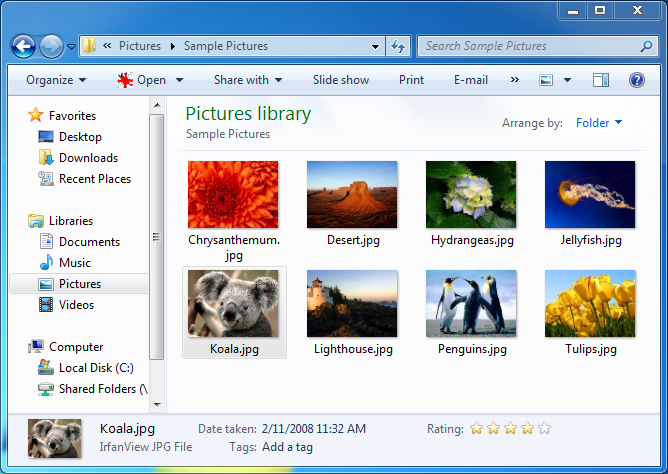 « Pictures Sample Pictures
Search Sample Pictures
Organize Open Share with Slide show Print E-mail »
Favorites
Desktop
Downloads
Recent Places
Libraries
Documents
Music
Pictures
Videos
Computer
Local Disk (C:)
Shared Folders (\
Pictures library
Sample Pictures
Arrange by: Folder
Chrysanthemum.
jpg
Desert.jpg
Hydrangeas.jpg
Jellyfish.jpg
Koala.jpg
Lighthouse.jpg
Penguins.jpg
Tulips.jpg
Koala.jpg
IrfanView JPG File
Date taken: 2/11/2008 11:32 AM
Tags: Add a tag
Rating: